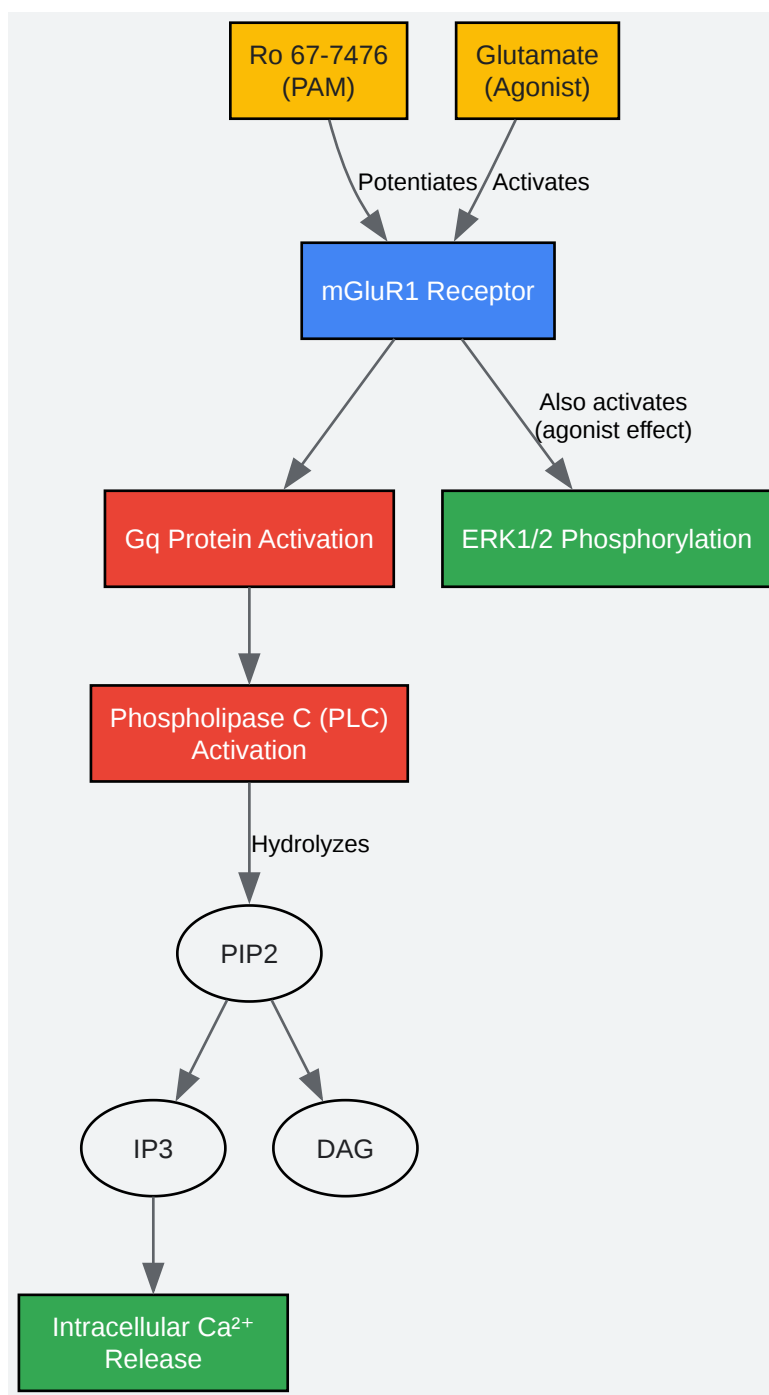 Ro 67-7476
(PAM)
Glutamate
(Agonist)
Potentiates
Activates
mGluR1 Receptor
Also activates
(agonist effect)
Gq Protein Activation
ERK1/2 Phosphorylation
Phospholipase C (PLC)
Activation
Hydrolyzes
PIP2
IP3
DAG
Intracellular Ca²⁺
Release